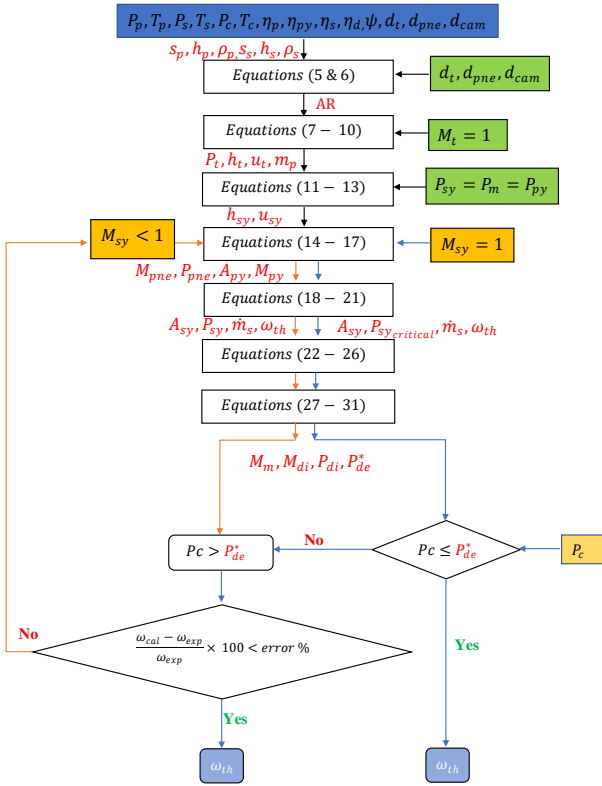 P_p, T_p, P_s, T_s, P_c, T_c, η_p, η_py, η_s, η_d, ψ, d_t, d_pne, d_cam
s_p, h_p, ρ_p, s_s, h_s, ρ_s
Equations (5 & 6)
d_t, d_pne, d_cam
AR
Equations (7 − 10)
M_t = 1
P_t, h_t, u_t, m_p
Equations (11 − 13)
P_sy = P_m = P_py
h_sy, u_sy
M_sy < 1
Equations (14 − 17)
M_sy = 1
M_pne, P_pne, A_py, M_py
Equations (18 − 21)
A_sy, P_sy, ṁ_s, ω_th
A_sy, P_sy_critical, ṁ_s, ω_th
Equations (22 − 26)
Equations (27 − 31)
M_m, M_di, P_di, P*_de
Pc > P*_de
No
Pc ≤ P*_de
P_c
No
(ω_cal − ω_exp)/ω_exp × 100 < error %
Yes
Yes
ω_th
ω_th